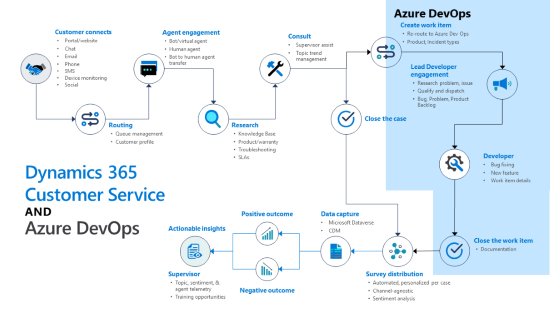 Azure DevOps
Customer connects
• Portal/website
• Chat
• Email
• Phone
• SMS
• Device monitoring
• Social
Agent engagement
• Bot/virtual agent
• Human agent
• Bot to human agent
transfer
Consult
• Supervisor assist
• Topic trend
management
Create work item
• Re-route to Azure Dev Ops
• Product, Incident types
Lead Developer
engagement
• Research problem, issue
• Qualify and dispatch
• Bug, Problem, Product
Backlog
Routing
• Queue management
• Customer profile
Research
• Knowledge Base
• Product/warranty
• Troubleshooting
• SLAs
Close the case
Developer
• Bug fixing
• New feature
• Work item details
Dynamics 365
Customer Service
AND
Azure DevOps
Actionable insights
Supervisor
• Topic, sentiment, &
agent telemetry
• Training opportunities
Positive outcome
Negative outcome
Data capture
• Microsoft Dataverse
• CDM
Survey distribution
• Automated, personalized per case
• Channel agnostic
• Sentiment analysis
Close the work item
• Documentation